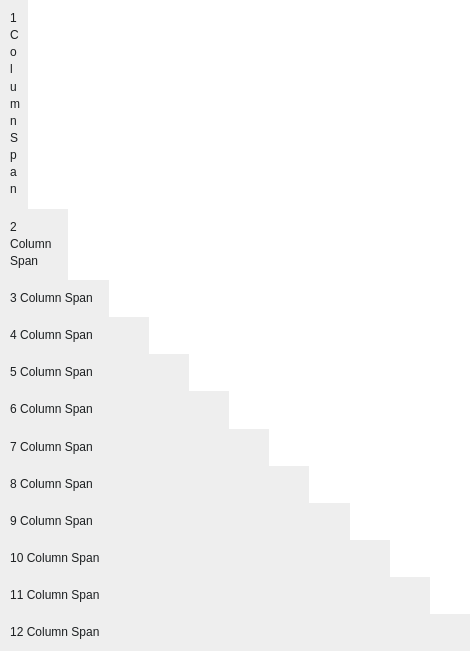 1
C
o
l
u
m
n
S
p
a
n
2
Column
Span
3 Column Span
4 Column Span
5 Column Span
6 Column Span
7 Column Span
8 Column Span
9 Column Span
10 Column Span
11 Column Span
12 Column Span